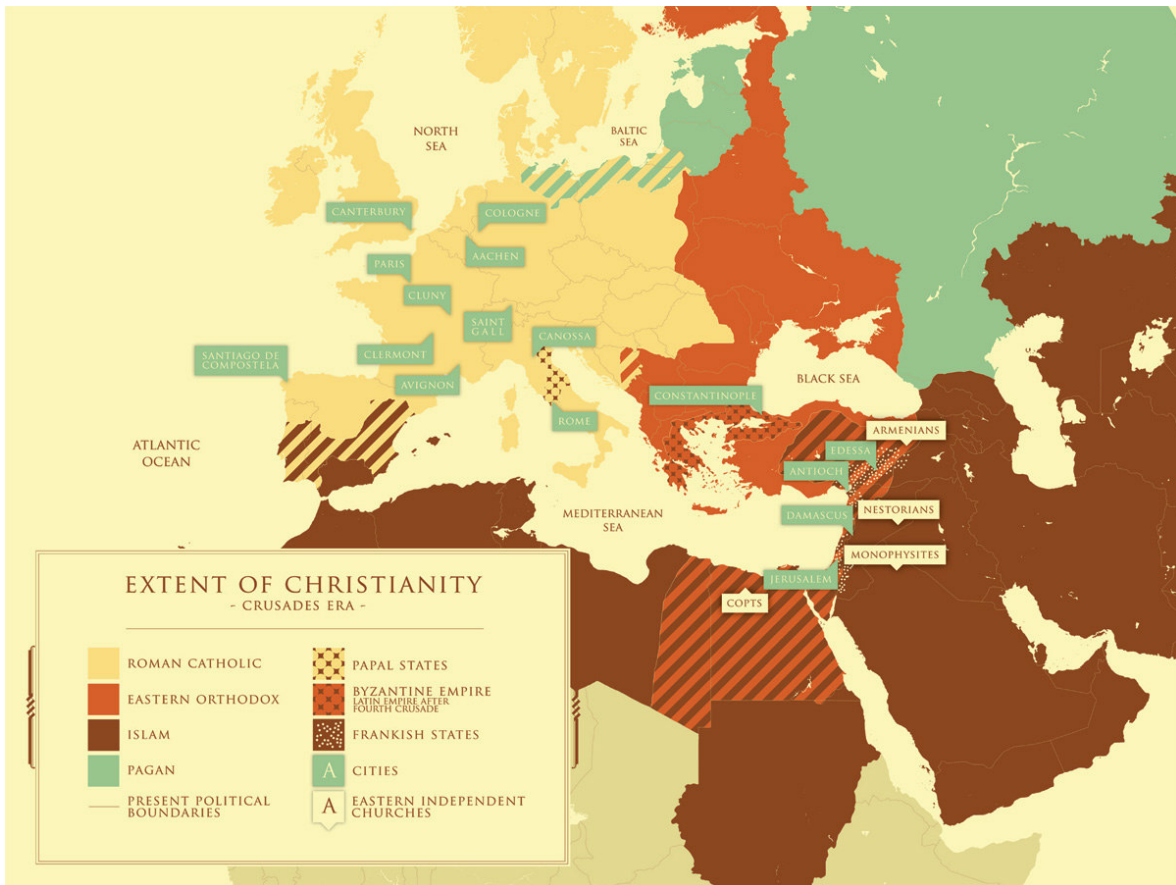 NORTH
SEA
BALTIC
SEA
CANTERBURY
COLOGNE
AACHEN
PARIS
CLUNY
SAINT
GALL
CANOSSA
CLERMONT
SANTIAGO DE
COMPOSTELA
AVIGNON
ROME
BLACK SEA
CONSTANTINOPLE
ATLANTIC
OCEAN
ARMENIANS
EDESSA
ANTIOCH
MEDITERRANEAN
SEA
DAMASCUS
NESTORIANS
MONOPHYSITES
JERUSALEM
COPTS
EXTENT OF CHRISTIANITY
- CRUSADES ERA -
ROMAN CATHOLIC
EASTERN ORTHODOX
ISLAM
PAGAN
PRESENT POLITICAL
BOUNDARIES
PAPAL STATES
BYZANTINE EMPIRE
LATIN EMPIRE AFTER
FOURTH CRUSADE
FRANKISH STATES
A CITIES
A EASTERN INDEPENDENT
CHURCHES